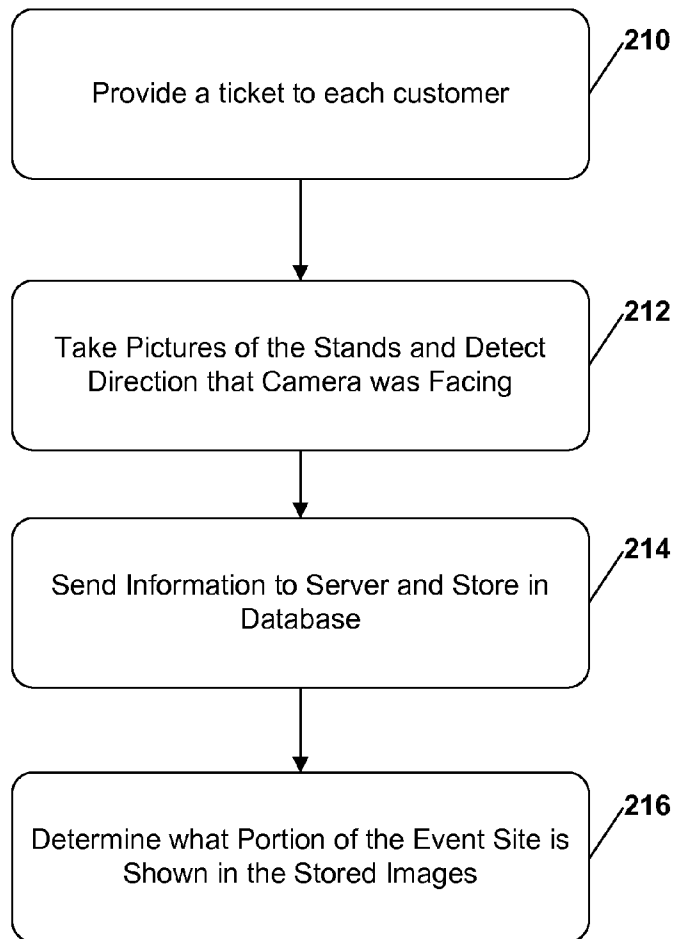 210
Provide a ticket to each customer
212
Take Pictures of the Stands and Detect
Direction that Camera was Facing
214
Send Information to Server and Store in
Database
216
Determine what Portion of the Event Site is
Shown in the Stored Images